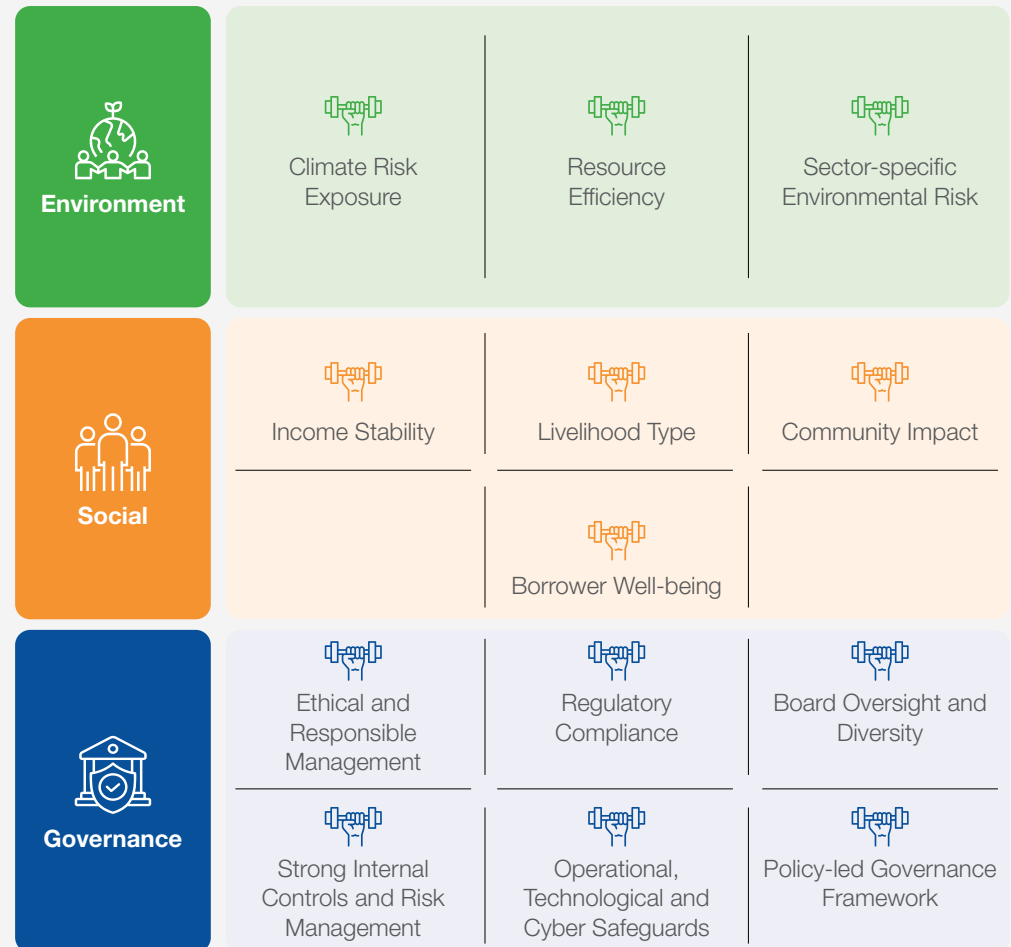 Environment
Climate Risk
Exposure
Resource
Efficiency
Sector-specific
Environmental Risk
Social
Income Stability
Livelihood Type
Community Impact
Borrower Well-being
Governance
Ethical and
Responsible
Management
Regulatory
Compliance
Board Oversight and
Diversity
Strong Internal
Controls and Risk
Management
Operational,
Technological and
Cyber Safeguards
Policy-led Governance
Framework